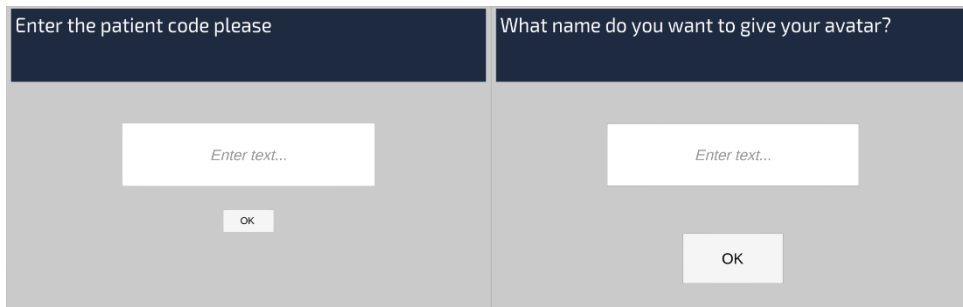 Enter the patient code please
Enter text...
OK
What name do you want to give your avatar?
Enter text...
OK